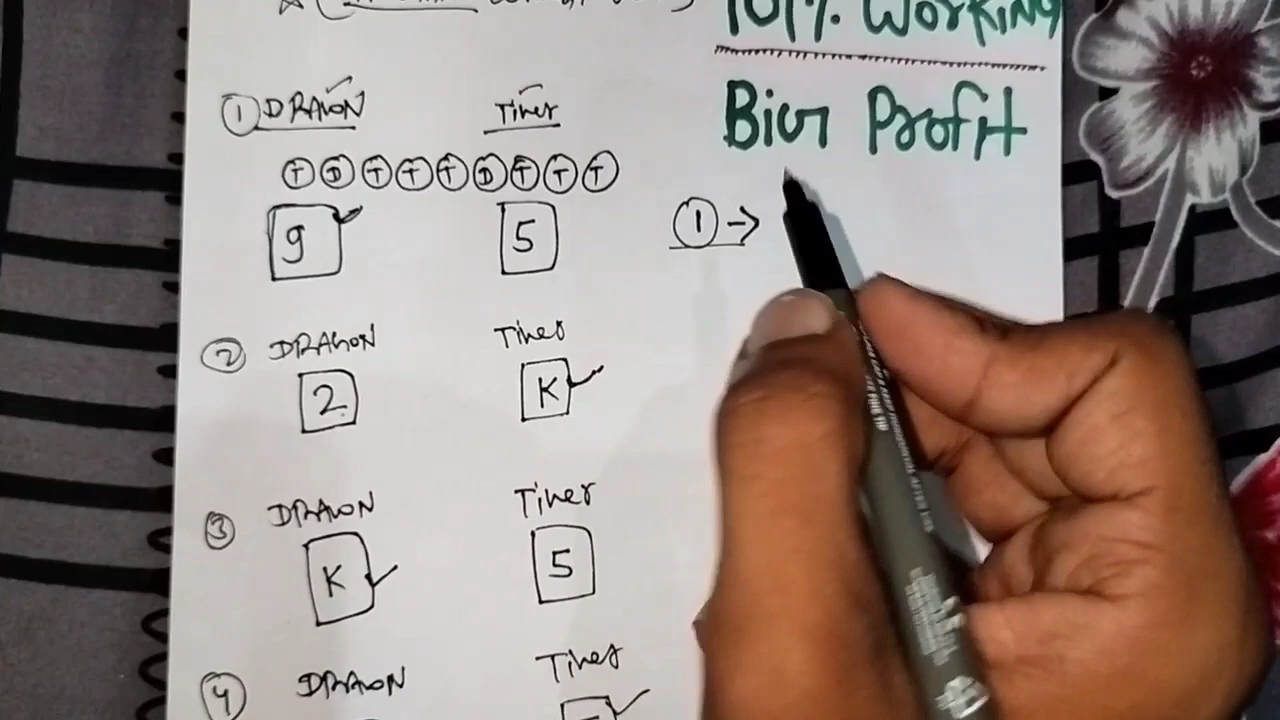 101% WORKING
Big Profit
① DRAGON Tiger
T D T T T D T T T
9 5
① →
② DRAGON Tiger
2 K
③ DRAGON Tiger
K 5
④ DRAGON Tiger